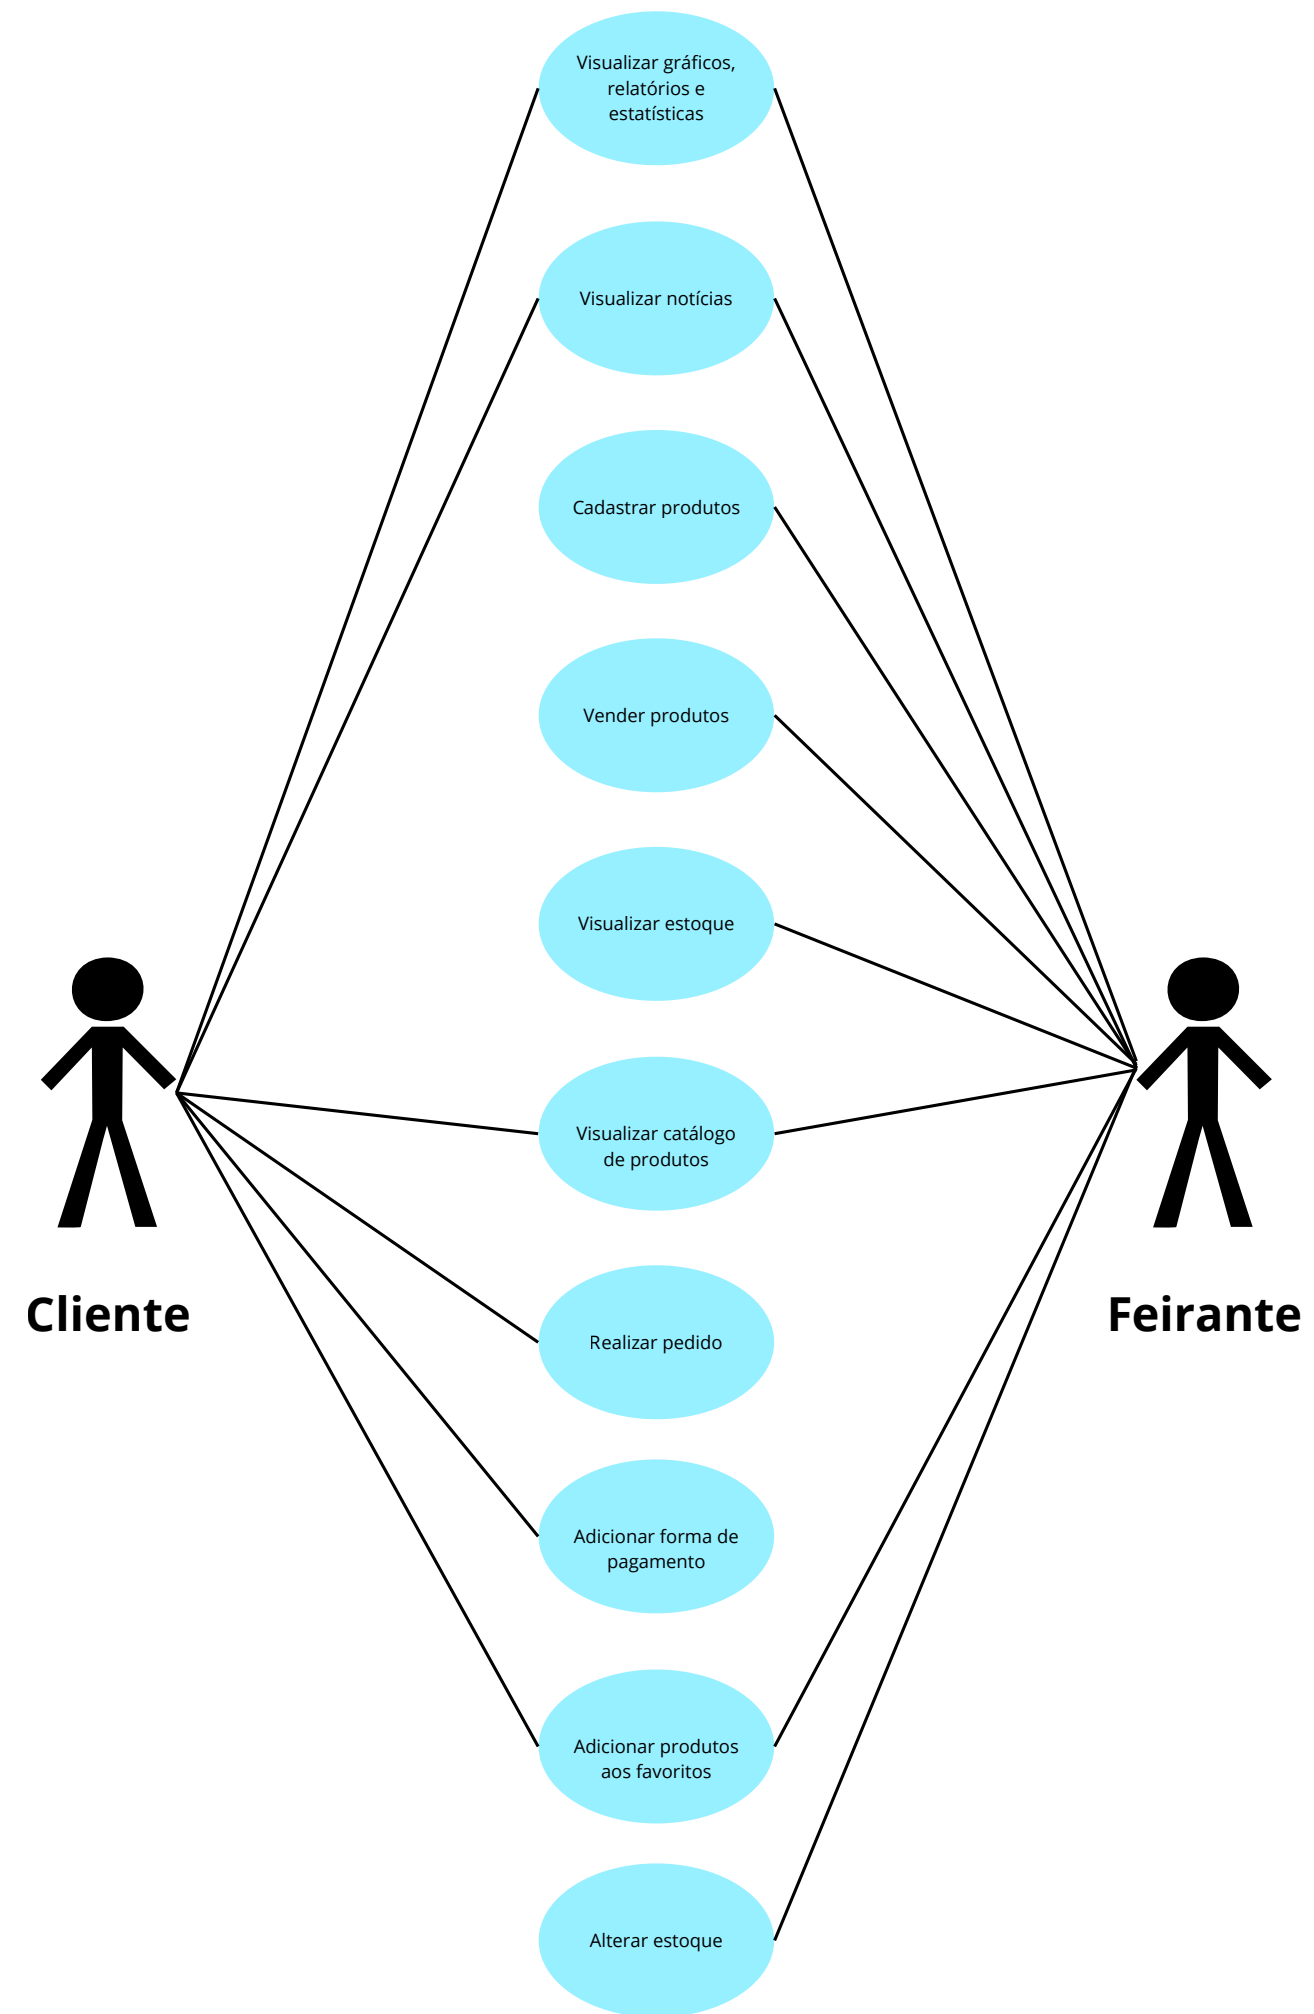 Visualizar gráficos,
relatórios e
estatísticas
Visualizar notícias
Cadastrar produtos
Vender produtos
Visualizar estoque
Visualizar catálogo
de produtos
Cliente
Feirante
Realizar pedido
Adicionar forma de
pagamento
Adicionar produtos
aos favoritos
Alterar estoque